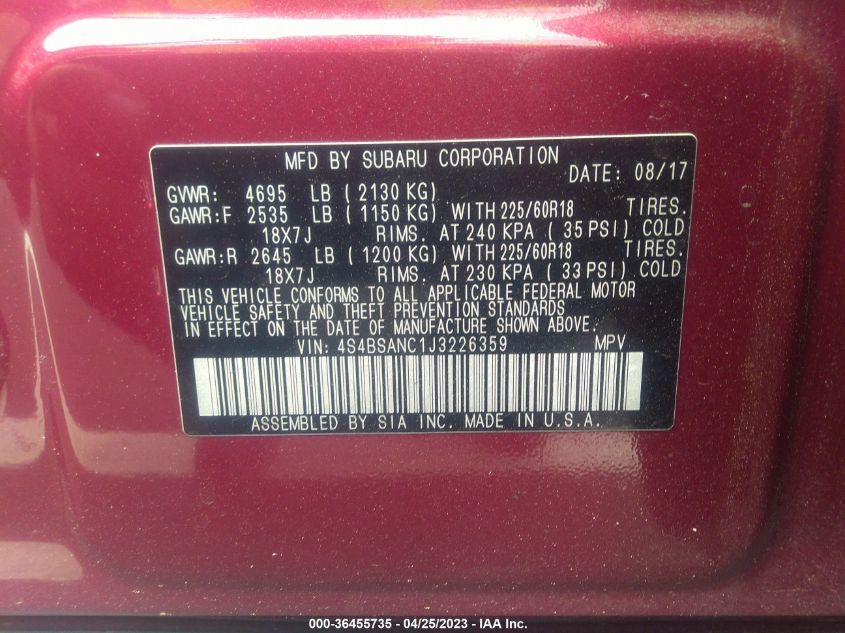 MFD BY SUBARU CORPORATION
DATE: 08/17
GVWR: 4695 LB ( 2130 KG)
GAWR:F 2535 LB ( 1150 KG) WITH 225/60R18 TIRES.
18X7J RIMS. AT 240 KPA ( 35 PSI) COLD
GAWR:R 2645 LB ( 1200 KG) WITH 225/60R18 TIRES.
18X7J RIMS. AT 230 KPA ( 33 PSI) COLD
THIS VEHICLE CONFORMS TO ALL APPLICABLE FEDERAL MOTOR
VEHICLE SAFETY AND THEFT PREVENTION STANDARDS
IN EFFECT ON THE DATE OF MANUFACTURE SHOWN ABOVE.
VIN: 4S4BSANC1J3226359 MPV
ASSEMBLED BY SIA INC. MADE IN U.S.A.
000-36455735 - 04/25/2023 - IAA Inc.